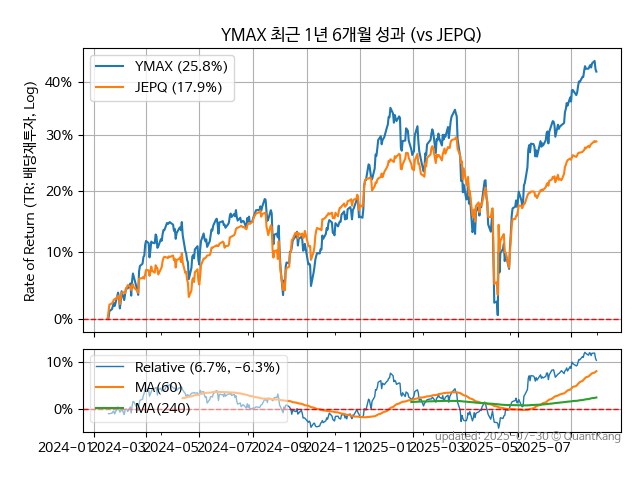 YMAX 최근 1년 6개월 성과 (vs JEPQ)
Rate of Return (TR: 배당재투자, Log)
YMAX (25.8%)
JEPQ (17.9%)
40%
30%
20%
10%
0%
Relative (6.7%, −6.3%)
MA(60)
MA(240)
10%
0%
2024-01 2024-03 2024-05 2024-07 2024-09 2024-11 2025-01 2025-03 2025-05 2025-07
updated: 2025-07-30 © QuantKang